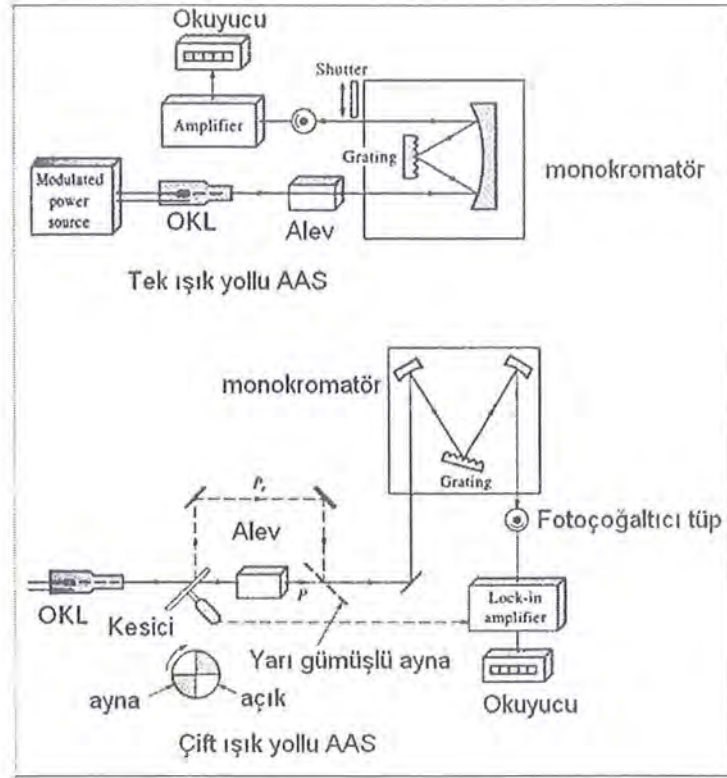 Okuyucu
Shutter
Amplifier
Grating
monokromatör
Modulated
power
source
OKL
Alev
Tek ışık yollu AAS
monokromatör
Grating
Pr
Alev
Fotoçoğaltıcı tüp
P
OKL
Kesici
Lock-in
amplifier
Yarı gümüşlü ayna
ayna
açık
Okuyucu
Çift ışık yollu AAS